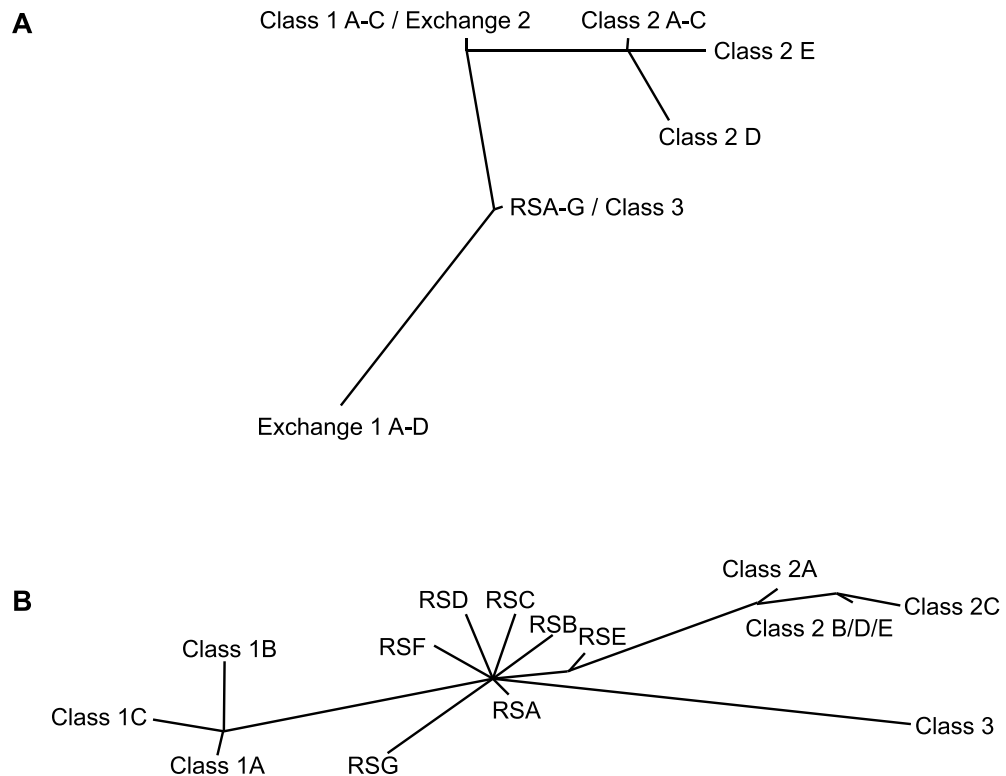 A
Class 1 A-C / Exchange 2
Class 2 A-C
Class 2 E
Class 2 D
RSA-G / Class 3
Exchange 1 A-D
B
Class 2A
RSD
RSC
Class 2C
RSB
Class 2 B/D/E
RSE
RSF
Class 1B
RSA
Class 1C
Class 3
Class 1A
RSG